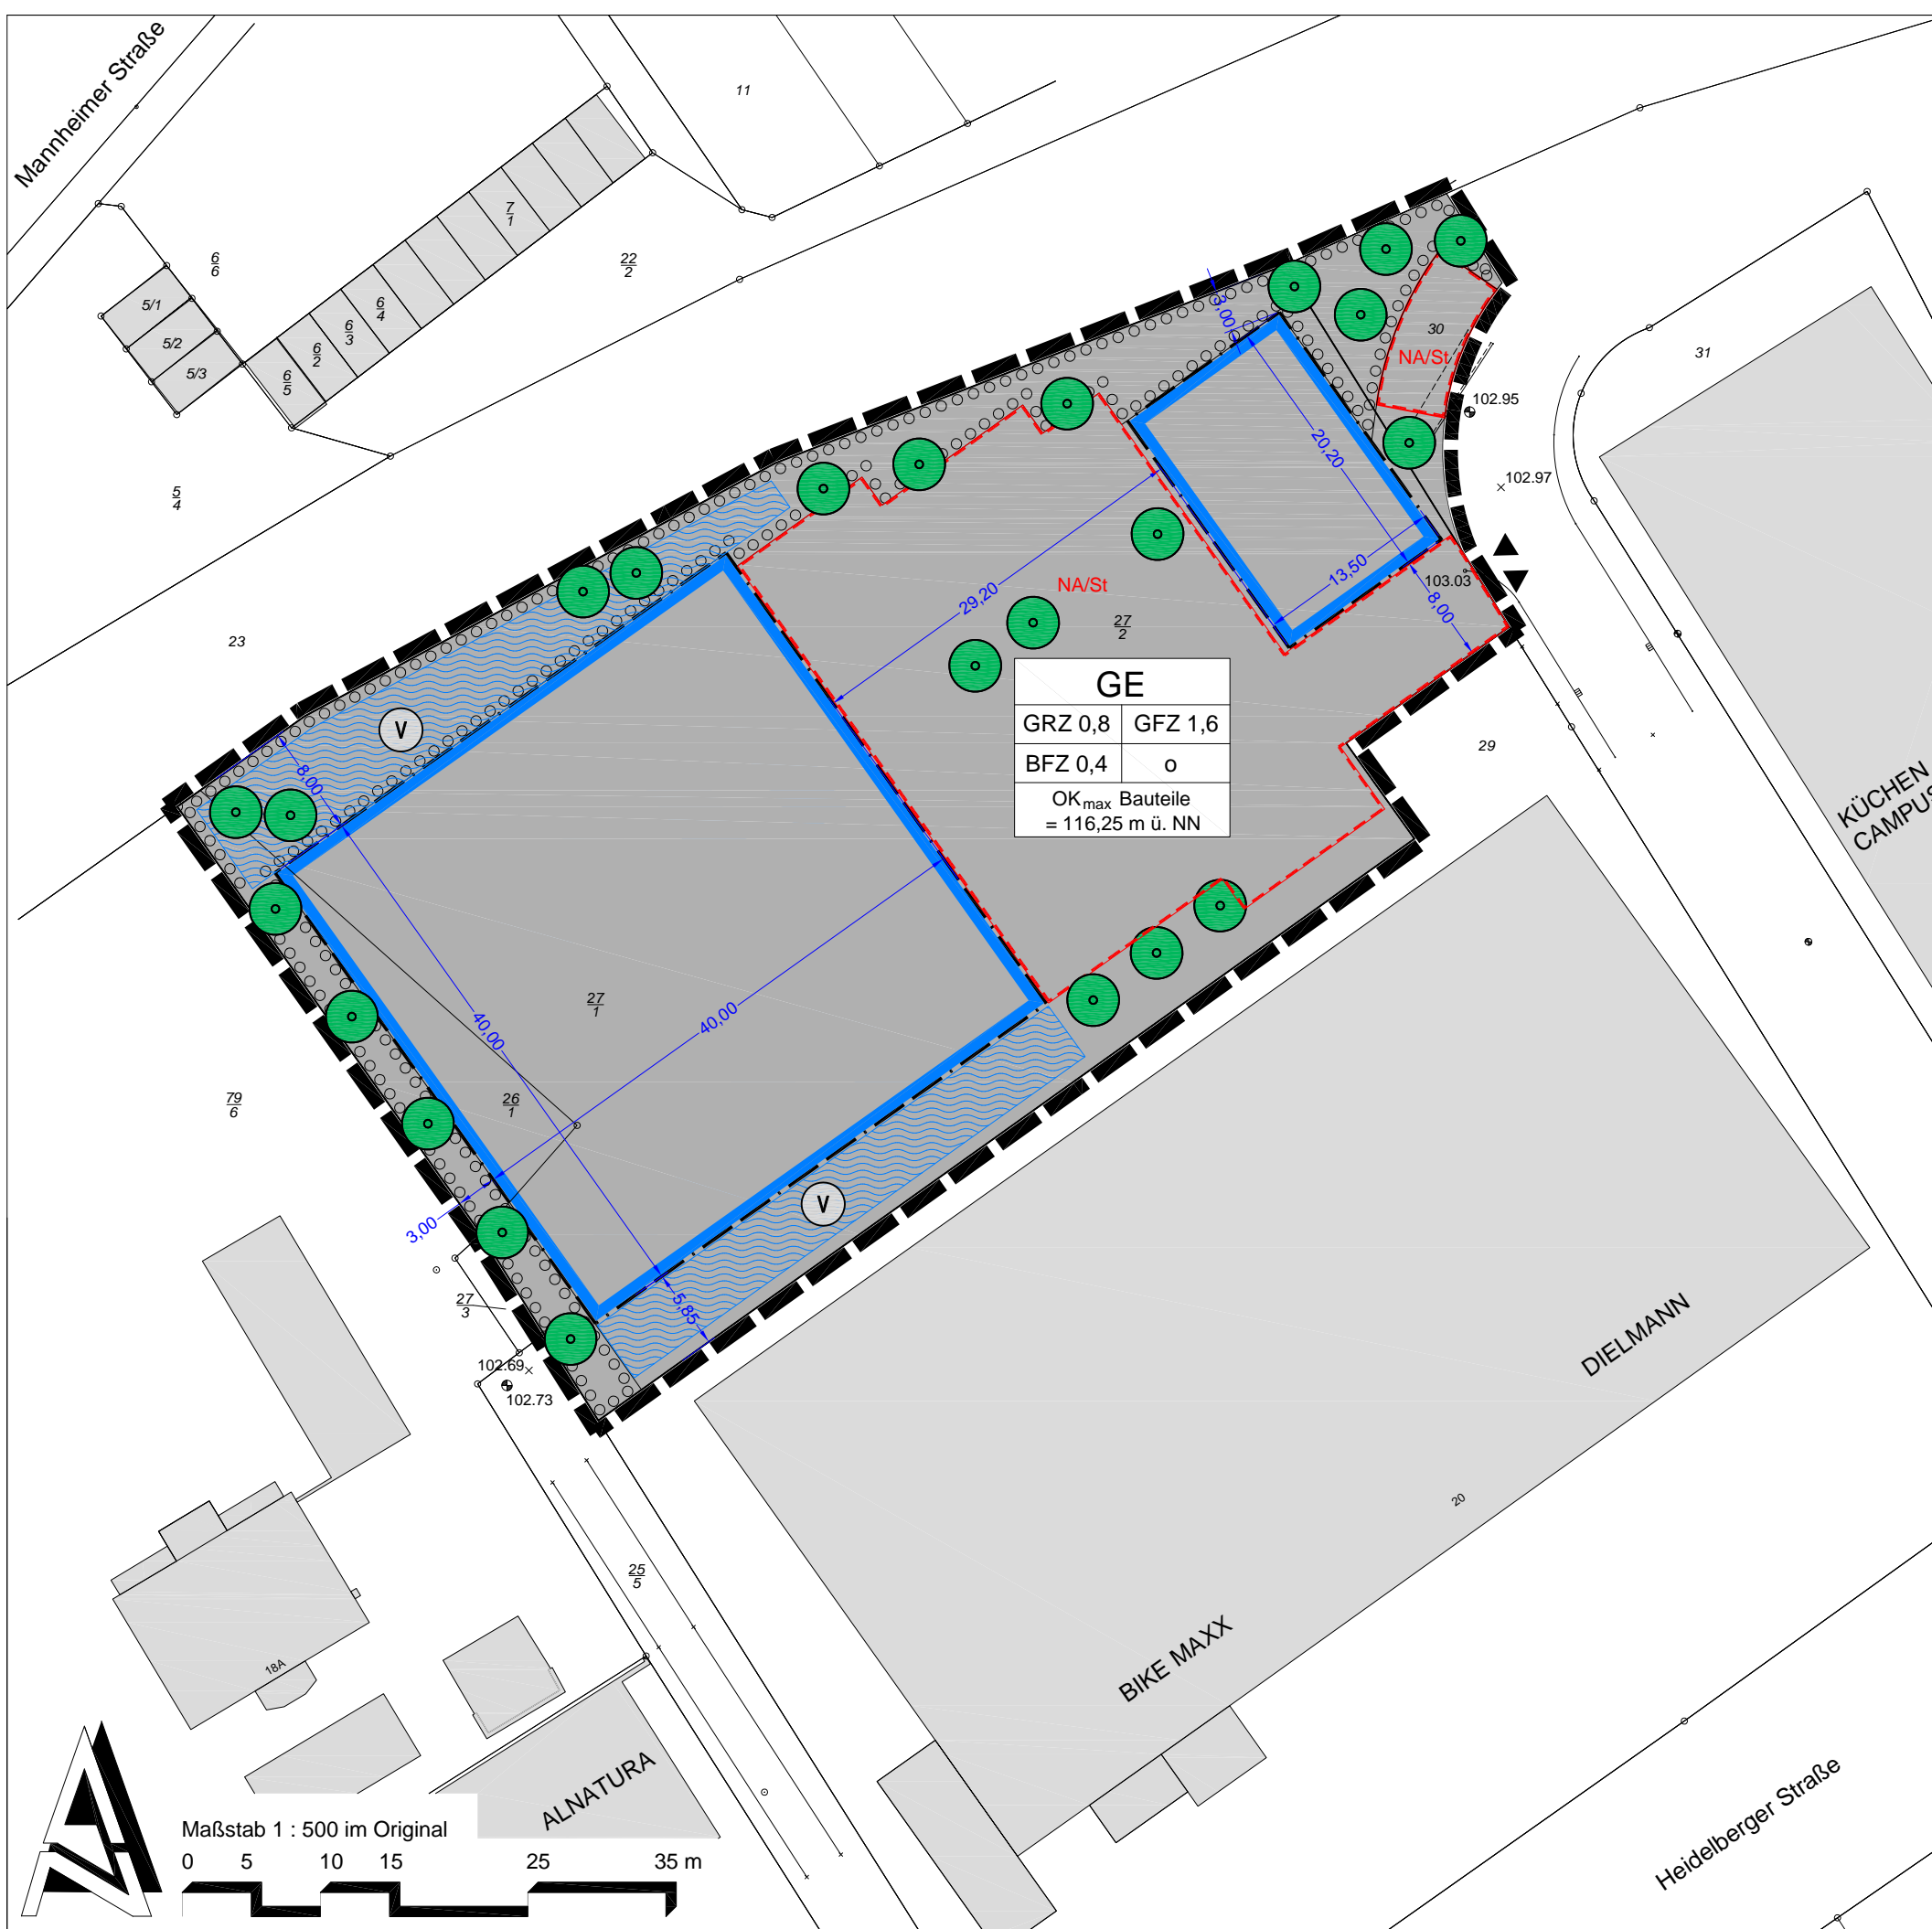 Mannheimer Straße
11
7
1
6
6
22
2
5/1
5/2
5/3
6
4
6
3
6
2
6
5
5
4
23
3,00
30
NA/St
31
102.95
102.97
20,20
13,50
103.03
8,00
29,20
NA/St
27
2
GE
GRZ 0,8
GFZ 1,6
BFZ 0,4
o
OKmax Bauteile
= 116,25 m ü. NN
29
KÜCHEN
CAMPUS
V
8,00
27
1
40,00
40,00
26
1
79
6
3,00
V
5,85
27
3
102.69
102.73
DIELMANN
20
25
5
BIKE MAXX
18A
ALNATURA
Heidelberger Straße
Maßstab 1 : 500 im Original
0 5 10 15 25 35 m